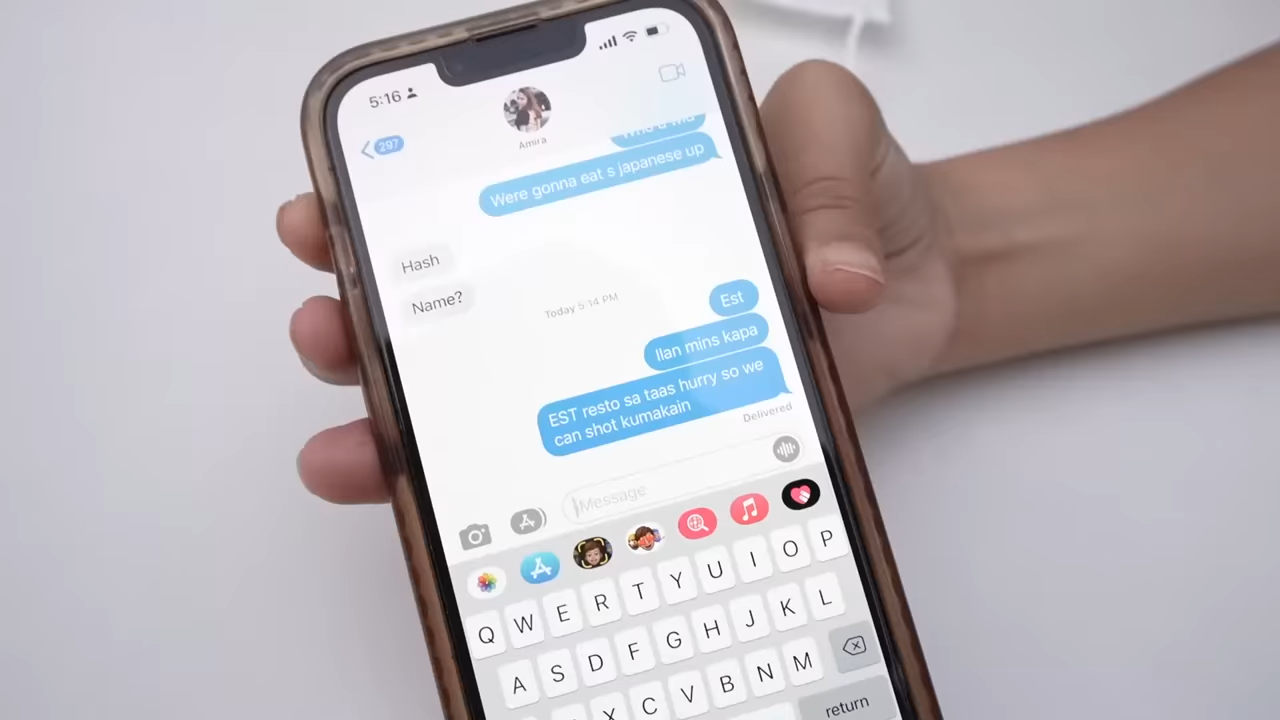 5:16
297
Amira
Were gonna eat s japanese up
Hash
Name?
Today 5:14 PM
Est
Ilan mins kapa
EST resto sa taas hurry so we
can shot kumakain
Delivered
Message
Q W E R T Y U I O P
A S D F G H J K L
X C V B N M
return